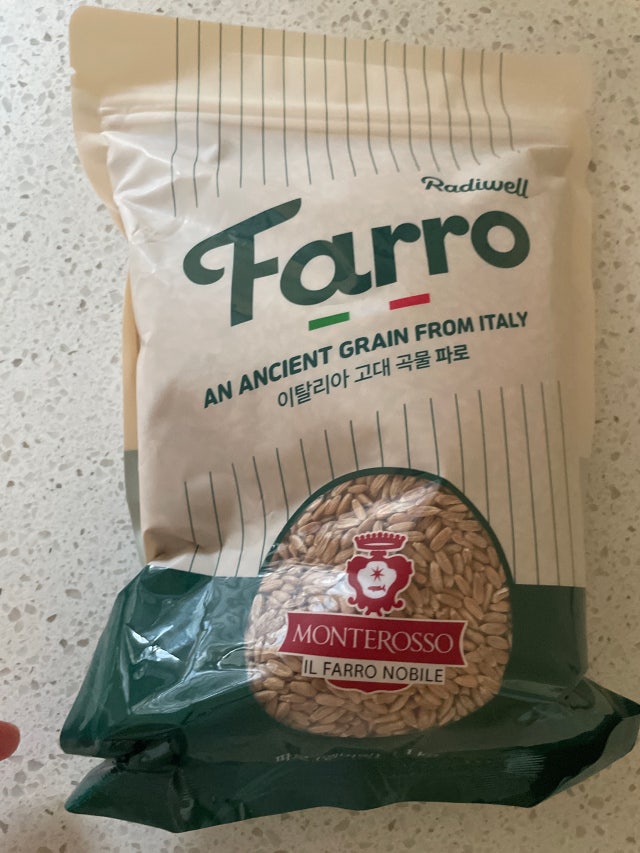 Radiwell
Farro
AN ANCIENT GRAIN FROM ITALY
이탈리아 고대 곡물 파로
MONTEROSSO
IL FARRO NOBILE